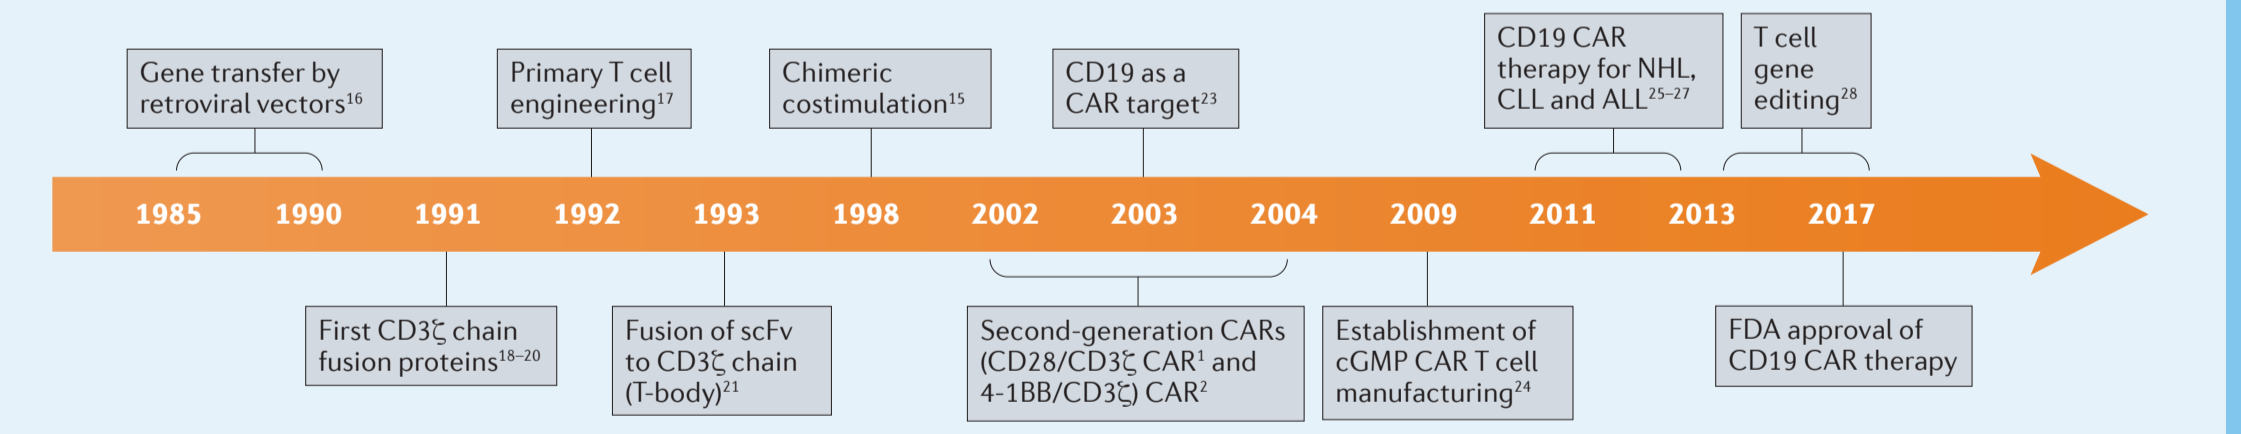 Gene transfer by
retroviral vectors¹⁶
Primary T cell
engineering¹⁷
Chimeric
costimulation¹⁵
CD19 as a
CAR target²³
CD19 CAR
therapy for NHL,
CLL and ALL²⁵⁻²⁷
T cell
gene
editing²⁸
1985 1990 1991 1992 1993 1998 2002 2003 2004 2009 2011 2013 2017
First CD3ζ chain
fusion proteins¹⁸⁻²⁰
Fusion of scFv
to CD3ζ chain
(T-body)²¹
Second-generation CARs
(CD28/CD3ζ CAR¹ and
4-1BB/CD3ζ) CAR²
Establishment of
cGMP CAR T cell
manufacturing²⁴
FDA approval of
CD19 CAR therapy